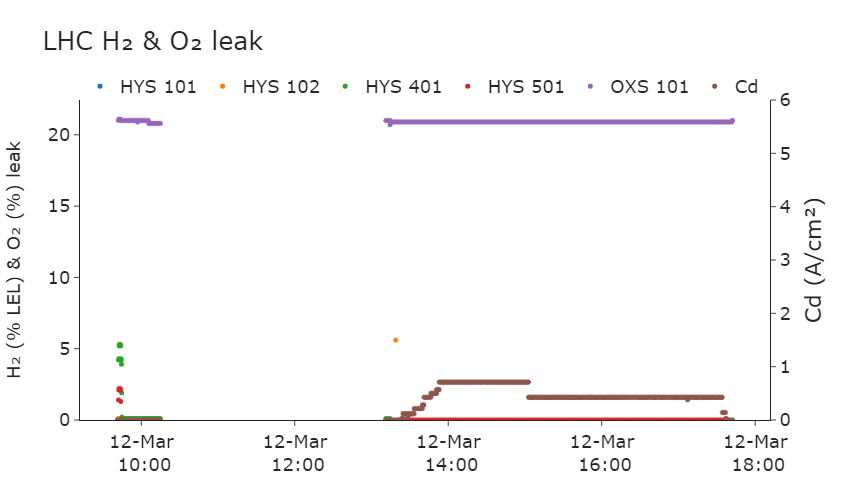 LHC H₂ & O₂ leak
HYS 101 HYS 102 HYS 401 HYS 501 OXS 101 Cd
H₂ (% LEL) & O₂ (%) leak
20
15
10
5
0
6
5
4
3
2
1
0
Cd (A/cm²)
12-Mar 12-Mar 12-Mar 12-Mar 12-Mar
10:00 12:00 14:00 16:00 18:00